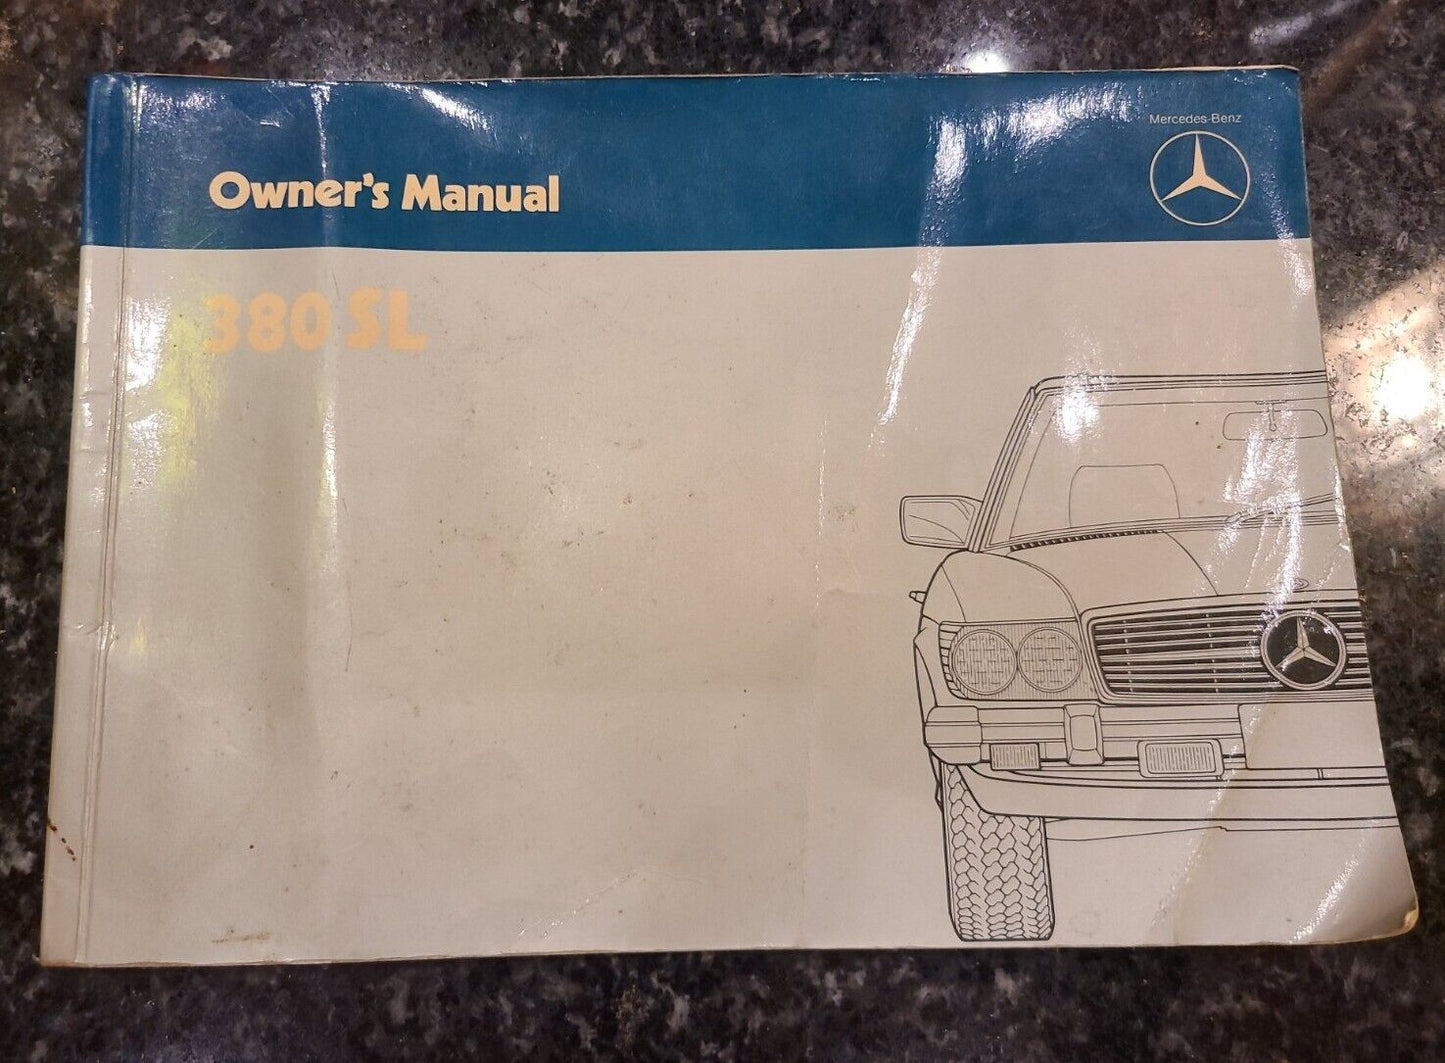 Mercedes-Benz
Owner's Manual
380 SL